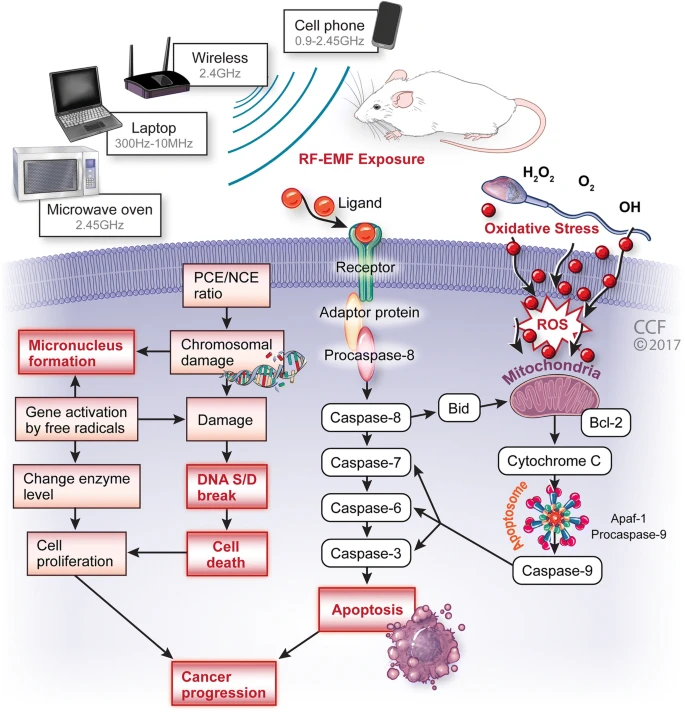 Cell phone
0.9-2.45GHz
Wireless
2.4GHz
Laptop
300Hz-10MHz
Microwave oven
2.45GHz
RF-EMF Exposure
H₂O₂
O₂
OH
Oxidative Stress
Ligand
Receptor
PCE/NCE
ratio
Adaptor protein
ROS
CCF
©2017
Micronucleus
formation
Chromosomal
damage
Procaspase-8
Mitochondria
Gene activation
by free radicals
Damage
Caspase-8
Bid
Bcl-2
Change enzyme
level
DNA S/D
break
Caspase-7
Cytochrome C
Caspase-6
Apoptosome
Apaf-1
Procaspase-9
Cell
proliferation
Cell
death
Caspase-3
Caspase-9
Apoptosis
Cancer
progression